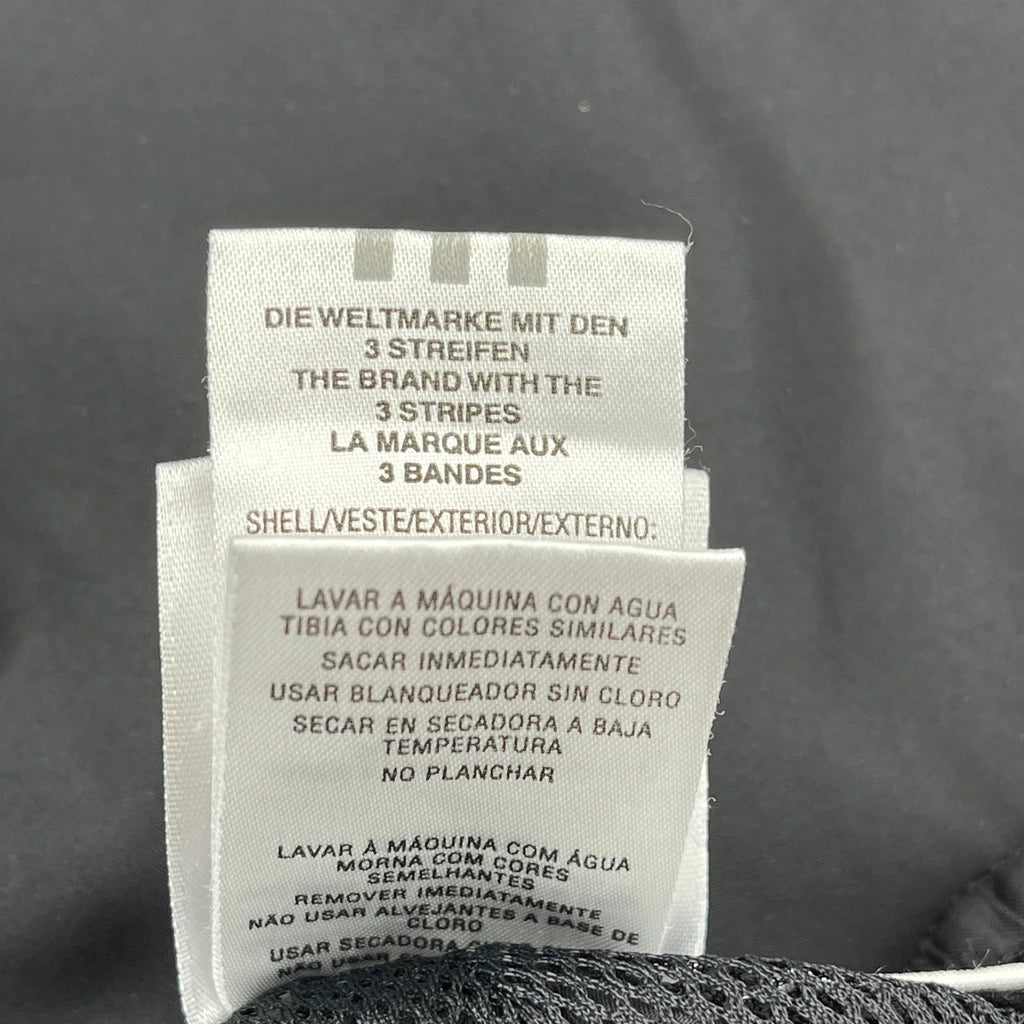 DIE WELTMARKE MIT DEN
3 STREIFEN
THE BRAND WITH THE
3 STRIPES
LA MARQUE AUX
3 BANDES
SHELL/VESTE/EXTERIOR/EXTERNO:
LAVAR A MÁQUINA CON AGUA
TIBIA CON COLORES SIMILARES
SACAR INMEDIATAMENTE
USAR BLANQUEADOR SIN CLORO
SECAR EN SECADORA A BAJA
TEMPERATURA
NO PLANCHAR
LAVAR À MÁQUINA COM ÁGUA
MORNA COM CORES
SEMELHANTES
REMOVER IMEDIATAMENTE
NÃO USAR ALVEJANTES A BASE DE
CLORO
USAR SECADORA
NÃO USAR